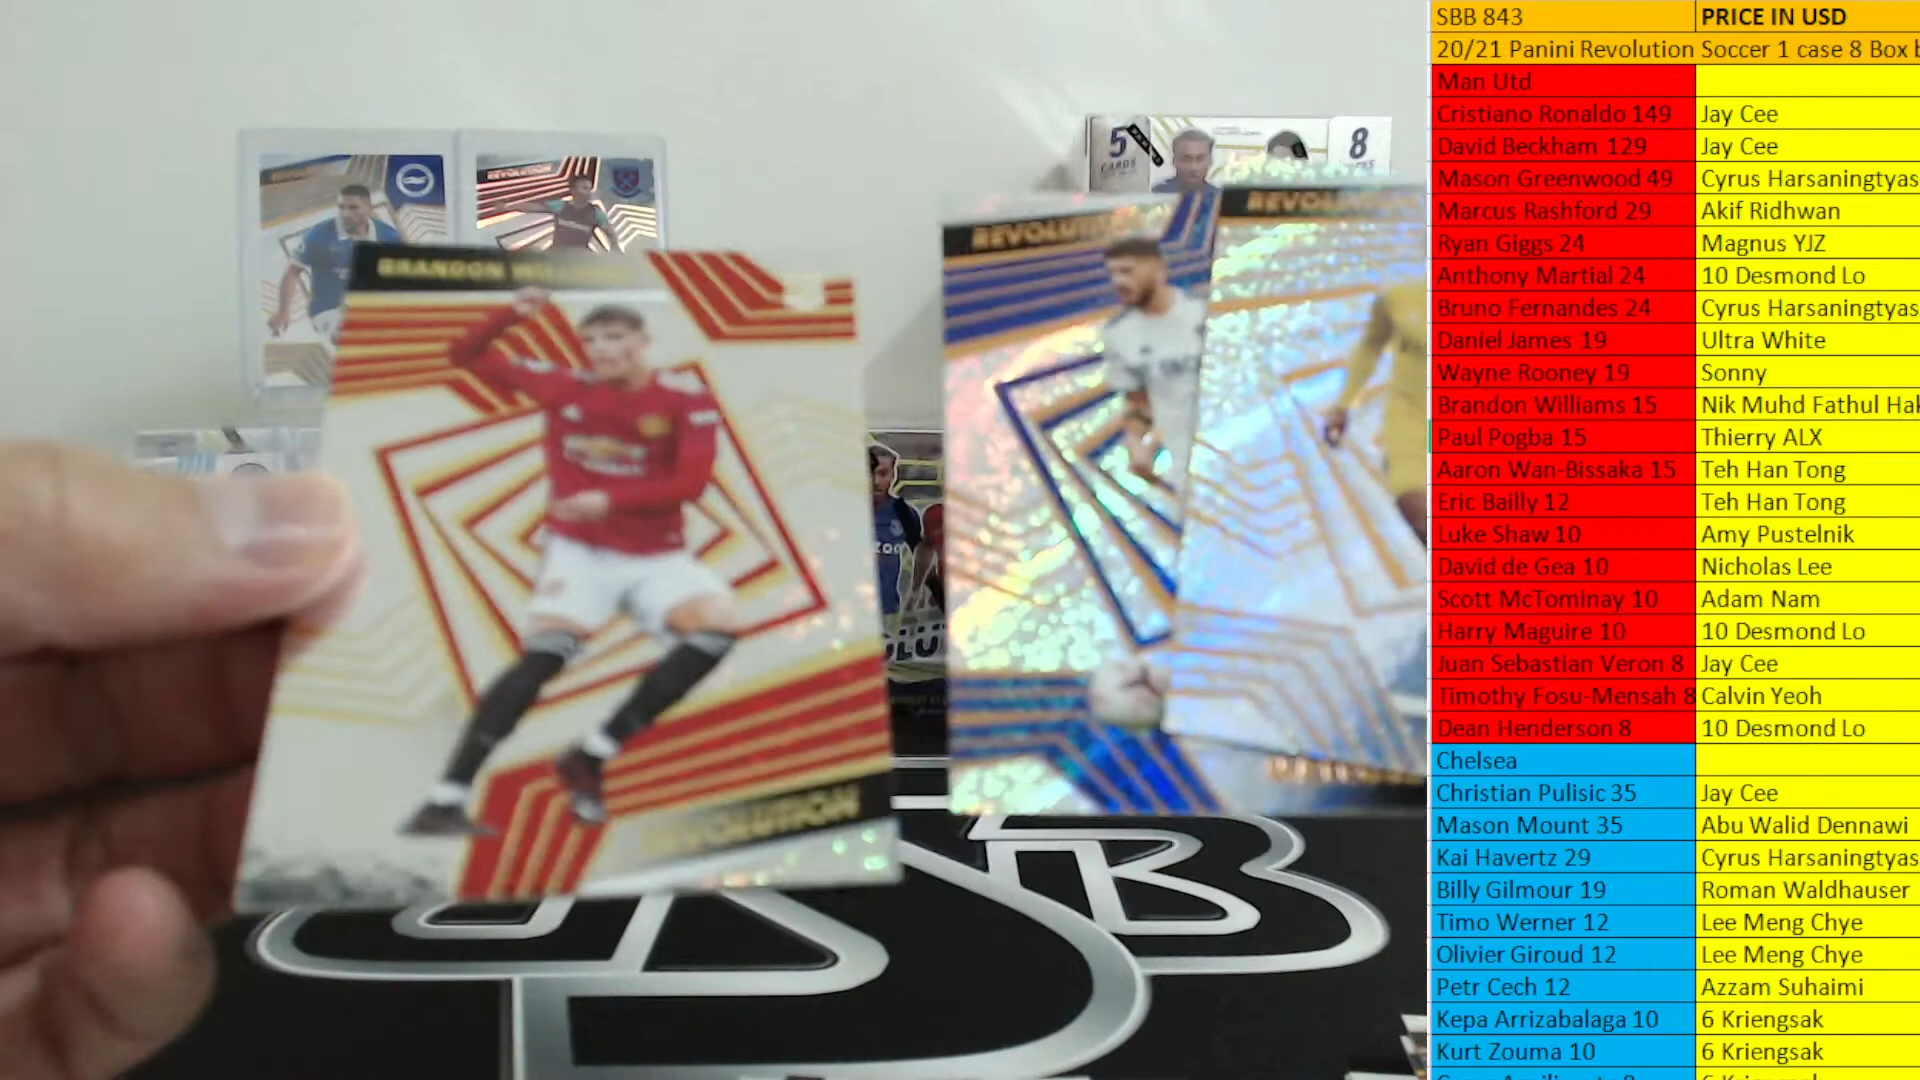 SBB 843 PRICE IN USD
20/21 Panini Revolution Soccer 1 case 8 Box
Man Utd
Cristiano Ronaldo 149 Jay Cee
David Beckham 129 Jay Cee
Mason Greenwood 49 Cyrus Harsaningtyas
Marcus Rashford 29 Akif Ridhwan
Ryan Giggs 24 Magnus YJZ
Anthony Martial 24 10 Desmond Lo
Bruno Fernandes 24 Cyrus Harsaningtyas
Daniel James 19 Ultra White
Wayne Rooney 19 Sonny
Brandon Williams 15 Nik Muhd Fathul
Paul Pogba 15 Thierry ALX
Aaron Wan-Bissaka 15 Teh Han Tong
Eric Bailly 12 Teh Han Tong
Luke Shaw 10 Amy Pustelnik
David de Gea 10 Nicholas Lee
Scott McTominay 10 Adam Nam
Harry Maguire 10 10 Desmond Lo
Juan Sebastian Veron 8 Jay Cee
Timothy Fosu-Mensah 8 Calvin Yeoh
Dean Henderson 8 10 Desmond Lo
Chelsea
Christian Pulisic 35 Jay Cee
Mason Mount 35 Abu Walid Dennawi
Kai Havertz 29 Cyrus Harsaningtyas
Billy Gilmour 19 Roman Waldhauser
Timo Werner 12 Lee Meng Chye
Olivier Giroud 12 Lee Meng Chye
Petr Cech 12 Azzam Suhaimi
Kepa Arrizabalaga 10 6 Kriengsak
Kurt Zouma 10 6 Kriengsak
REVOLUTION
5 CARDS
8
BRANDON
REVOLUTION
REVOLUTION
REVOLUTION